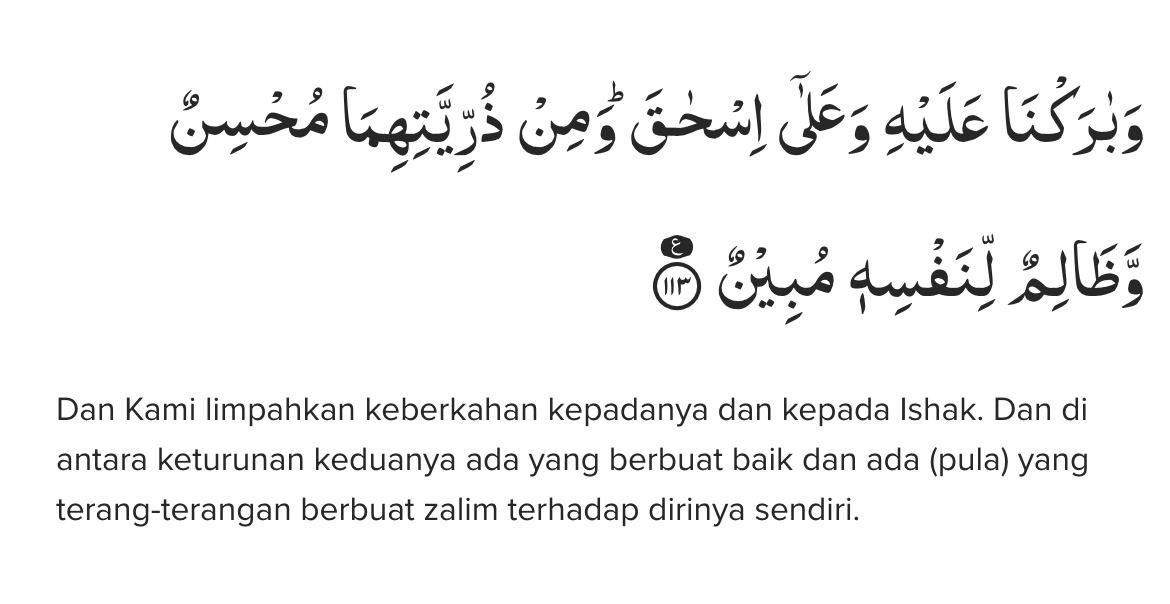 وَبٰرَكْنَا عَلَيْهِ وَعَلٰٓى اِسْحٰقَۗ وَمِنْ ذُرِّيَّتِهِمَا مُحْسِنٌ
وَّظَالِمٌ لِّنَفْسِهٖ مُبِيْنٌ ࣖ ١١٣
Dan Kami limpahkan keberkahan kepadanya dan kepada Ishak. Dan di
antara keturunan keduanya ada yang berbuat baik dan ada (pula) yang
terang-terangan berbuat zalim terhadap dirinya sendiri.